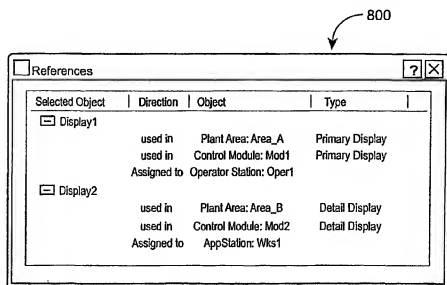 800
References ? X
Selected Object | Direction | Object | Type |
Display1
used in Plant Area: Area_A Primary Display
used in Control Module: Mod1 Primary Display
Assigned to Operator Station: Oper1
Display2
used in Plant Area: Area_B Detail Display
used in Control Module: Mod2 Detail Display
Assigned to AppStation: Wks1